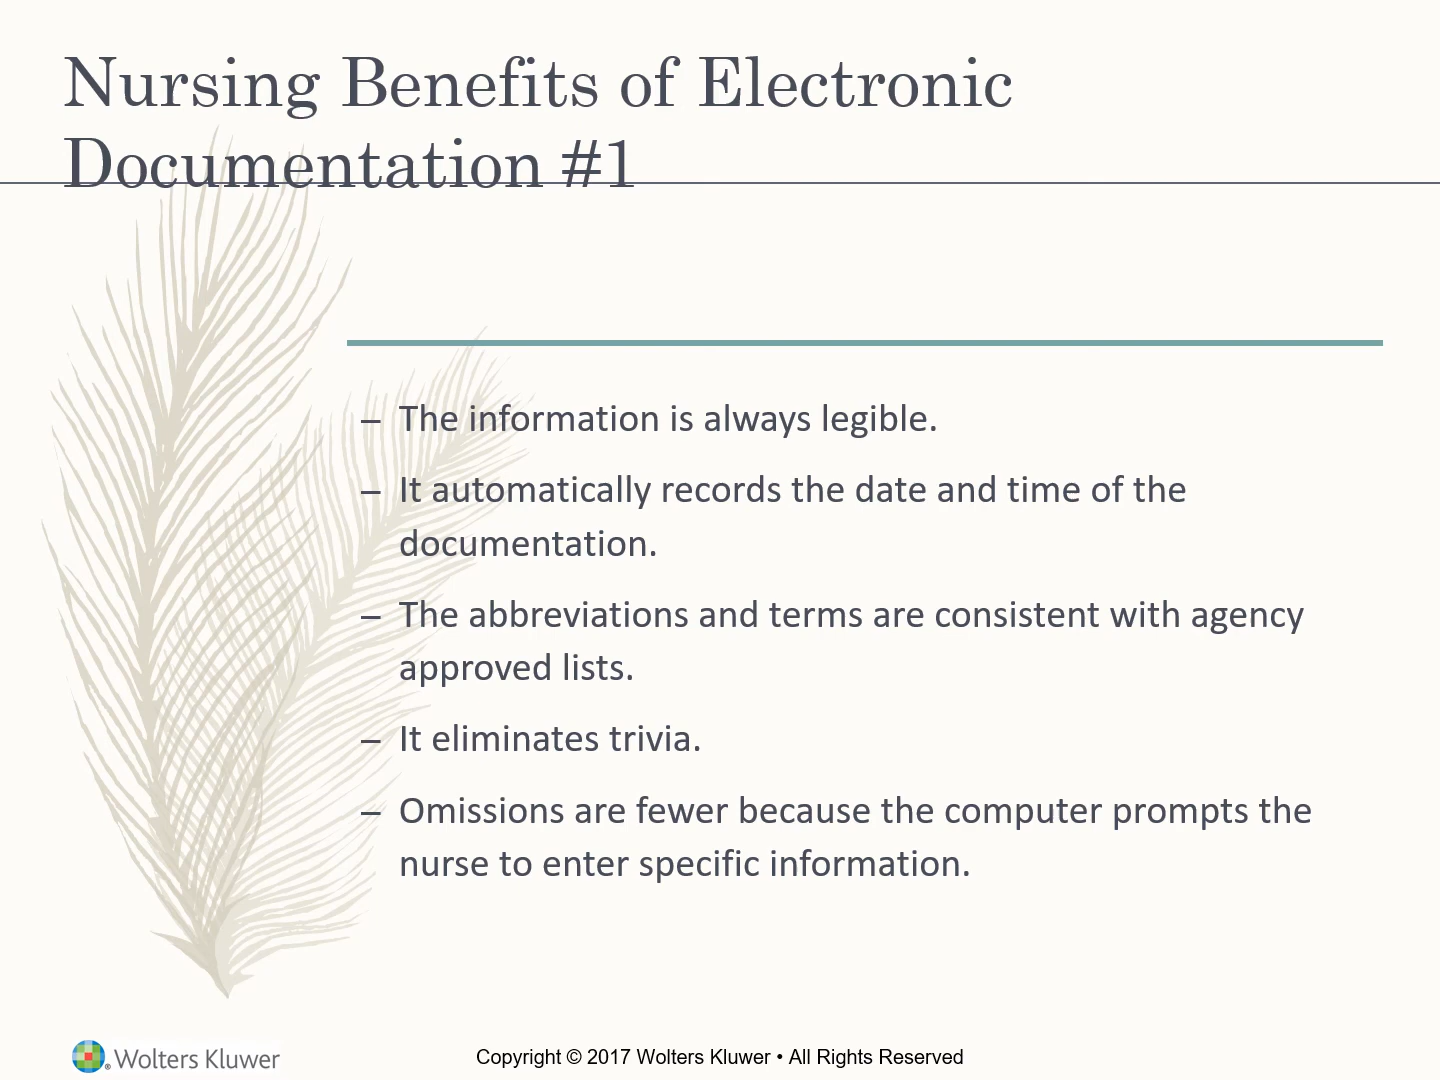 Nursing Benefits of Electronic
Documentation #1
– The information is always legible.
– It automatically records the date and time of the
documentation.
– The abbreviations and terms are consistent with agency
approved lists.
– It eliminates trivia.
– Omissions are fewer because the computer prompts the
nurse to enter specific information.
® Wolters Kluwer
Copyright © 2017 Wolters Kluwer • All Rights Reserved